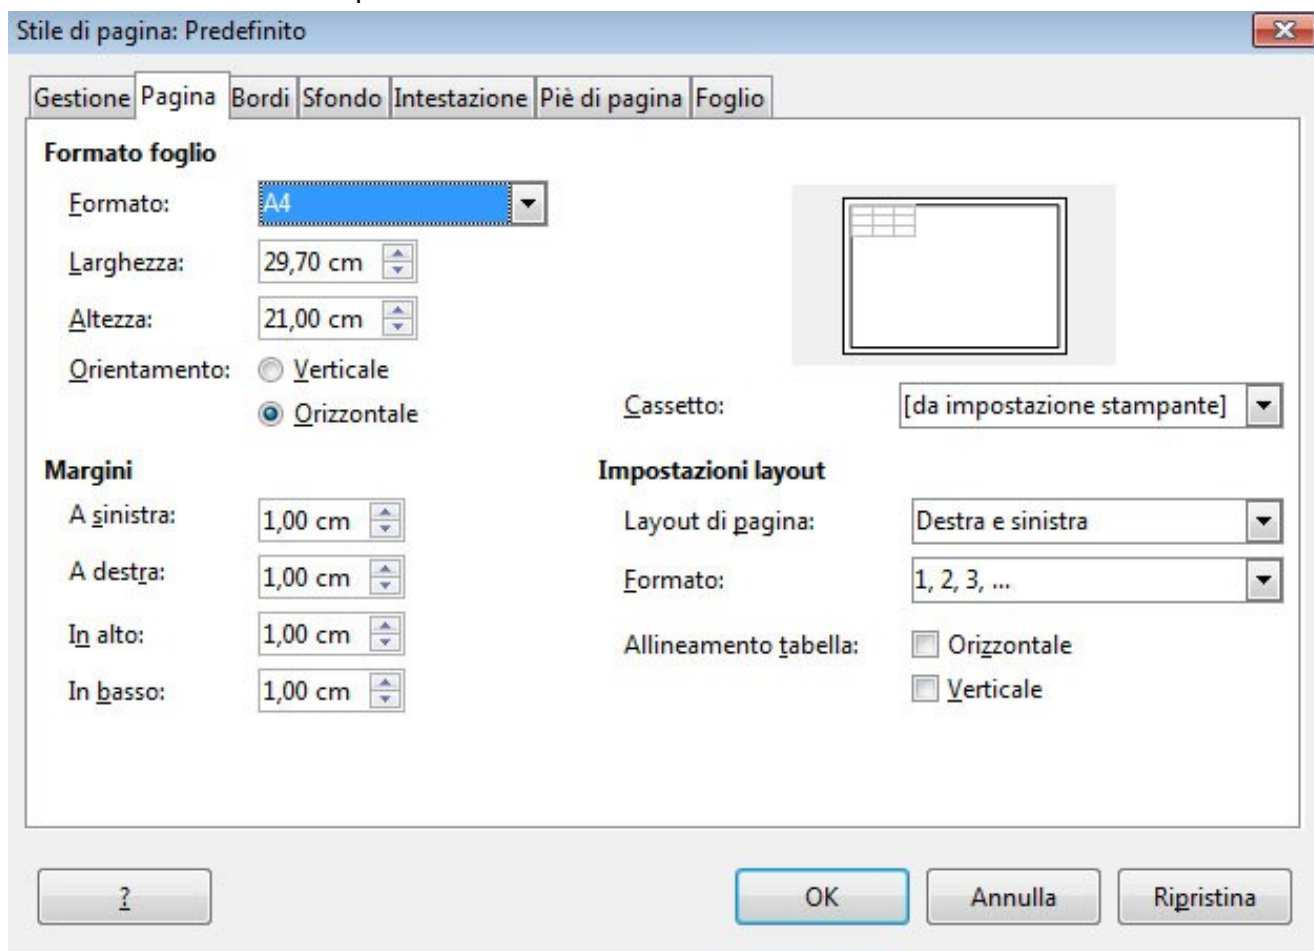 Stile di pagina: Predefinito
Gestione Pagina Bordi Sfondo Intestazione Piè di pagina Foglio
Formato foglio
Formato: A4
Larghezza: 29,70 cm
Altezza: 21,00 cm
Orientamento: Verticale
Orizzontale
Cassetto: [da impostazione stampante]
Margini
A sinistra: 1,00 cm
A destra: 1,00 cm
In alto: 1,00 cm
In basso: 1,00 cm
Impostazioni layout
Layout di pagina: Destra e sinistra
Formato: 1, 2, 3, ...
Allineamento tabella: Orizzontale
Verticale
? OK Annulla Ripristina